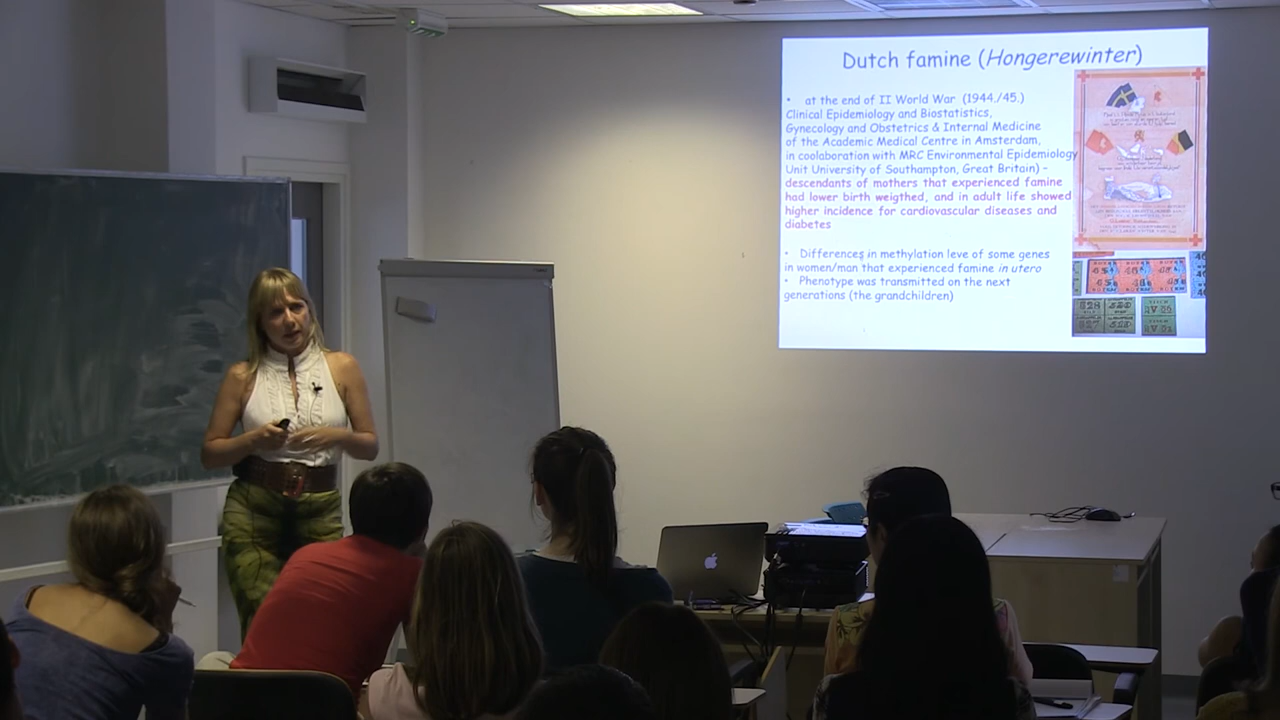 Dutch famine (Hongerewinter)
• at the end of II World War (1944./45.)
Clinical Epidemiology and Biostatistics,
Gynecology and Obstetrics & Internal Medicine
of the Academic Medical Centre in Amsterdam,
in coolaboration with MRC Environmental Epidemiology
Unit University of Southampton, Great Britain) –
descendants of mothers that experienced famine
had lower birth weigthed, and in adult life showed
higher incidence for cardiovascular diseases and
diabetes
• Differences in methylation leve of some genes
in women/man that experienced famine in utero
• Phenotype was transmitted on the next
generations (the grandchildren)